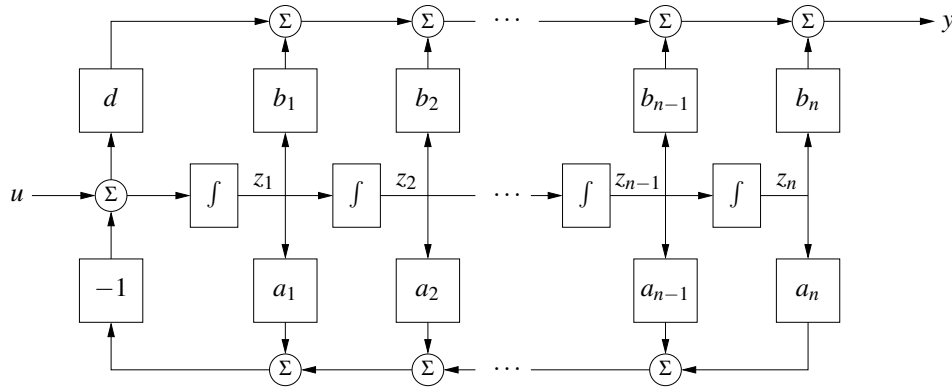 Σ Σ ··· Σ Σ y
d b₁ b₂ bₙ₋₁ bₙ
u Σ ∫ z₁ ∫ z₂ ··· ∫ zₙ₋₁ ∫ zₙ
−1 a₁ a₂ aₙ₋₁ aₙ
Σ Σ ··· Σ